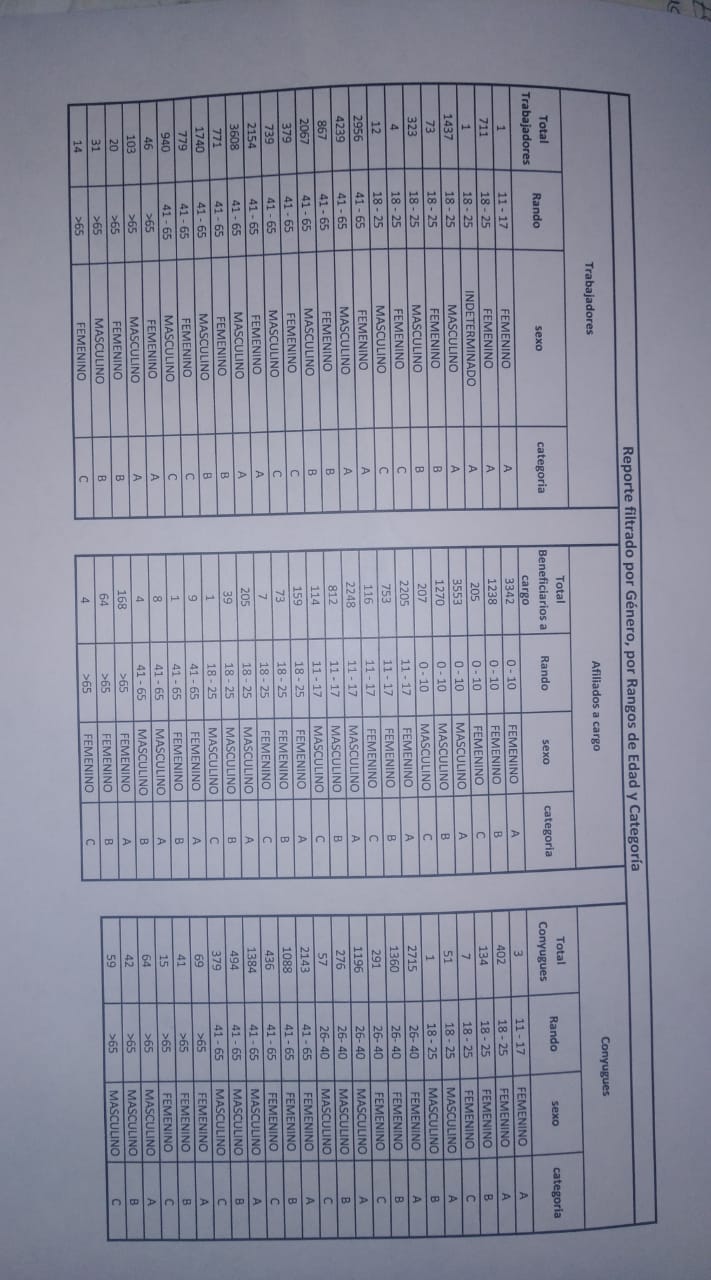 Reporte filtrado por Género, por Rangos de Edad y Categoría
Trabajadores
Total Trabajadores Rando sexo categoria
1 11 - 17 FEMENINO A
711 18 - 25 FEMENINO A
1 18 - 25 INDETERMINADO A
1437 18 - 25 MASCULINO A
73 18 - 25 FEMENINO B
323 18 - 25 MASCULINO B
4 18 - 25 FEMENINO C
12 18 - 25 MASCULINO C
2956 41 - 65 FEMENINO A
4239 41 - 65 MASCULINO A
867 41 - 65 FEMENINO B
2067 41 - 65 MASCULINO B
379 41 - 65 FEMENINO C
739 41 - 65 MASCULINO C
2154 41 - 65 FEMENINO A
3608 41 - 65 MASCULINO A
771 41 - 65 FEMENINO B
1740 41 - 65 MASCULINO B
779 41 - 65 FEMENINO C
940 41 - 65 MASCULINO C
46 >65 FEMENINO A
103 >65 MASCULINO A
20 >65 FEMENINO B
31 >65 MASCULINO B
14 >65 FEMENINO C
Afiliados a cargo
Total Beneficiarios a cargo Rando sexo categoria
3342 0 - 10 FEMENINO A
1238 0 - 10 FEMENINO B
205 0 - 10 FEMENINO C
3553 0 - 10 MASCULINO A
1270 0 - 10 MASCULINO B
207 0 - 10 MASCULINO C
2205 11 - 17 FEMENINO A
753 11 - 17 FEMENINO B
116 11 - 17 FEMENINO C
2248 11 - 17 MASCULINO A
812 11 - 17 MASCULINO B
114 11 - 17 MASCULINO C
159 18 - 25 FEMENINO A
73 18 - 25 FEMENINO B
7 18 - 25 FEMENINO C
205 18 - 25 MASCULINO A
39 18 - 25 MASCULINO B
1 18 - 25 MASCULINO C
9 41 - 65 FEMENINO A
1 41 - 65 FEMENINO B
8 41 - 65 MASCULINO A
4 41 - 65 MASCULINO B
168 >65 FEMENINO A
64 >65 FEMENINO B
4 >65 FEMENINO C
Conyugues
Total Conyugues Rando sexo categoria
3 11 - 17 FEMENINO A
402 18 - 25 FEMENINO A
134 18 - 25 FEMENINO B
7 18 - 25 FEMENINO C
51 18 - 25 MASCULINO A
1 18 - 25 MASCULINO B
2715 26- 40 FEMENINO A
1360 26- 40 FEMENINO B
291 26- 40 FEMENINO C
1196 26- 40 MASCULINO A
276 26- 40 MASCULINO B
57 26- 40 MASCULINO C
2143 41 - 65 FEMENINO A
1088 41 - 65 FEMENINO B
436 41 - 65 FEMENINO C
1384 41 - 65 MASCULINO A
494 41 - 65 MASCULINO B
379 41 - 65 MASCULINO C
69 >65 FEMENINO A
41 >65 FEMENINO B
15 >65 FEMENINO C
64 >65 MASCULINO A
42 >65 MASCULINO B
59 >65 MASCULINO C